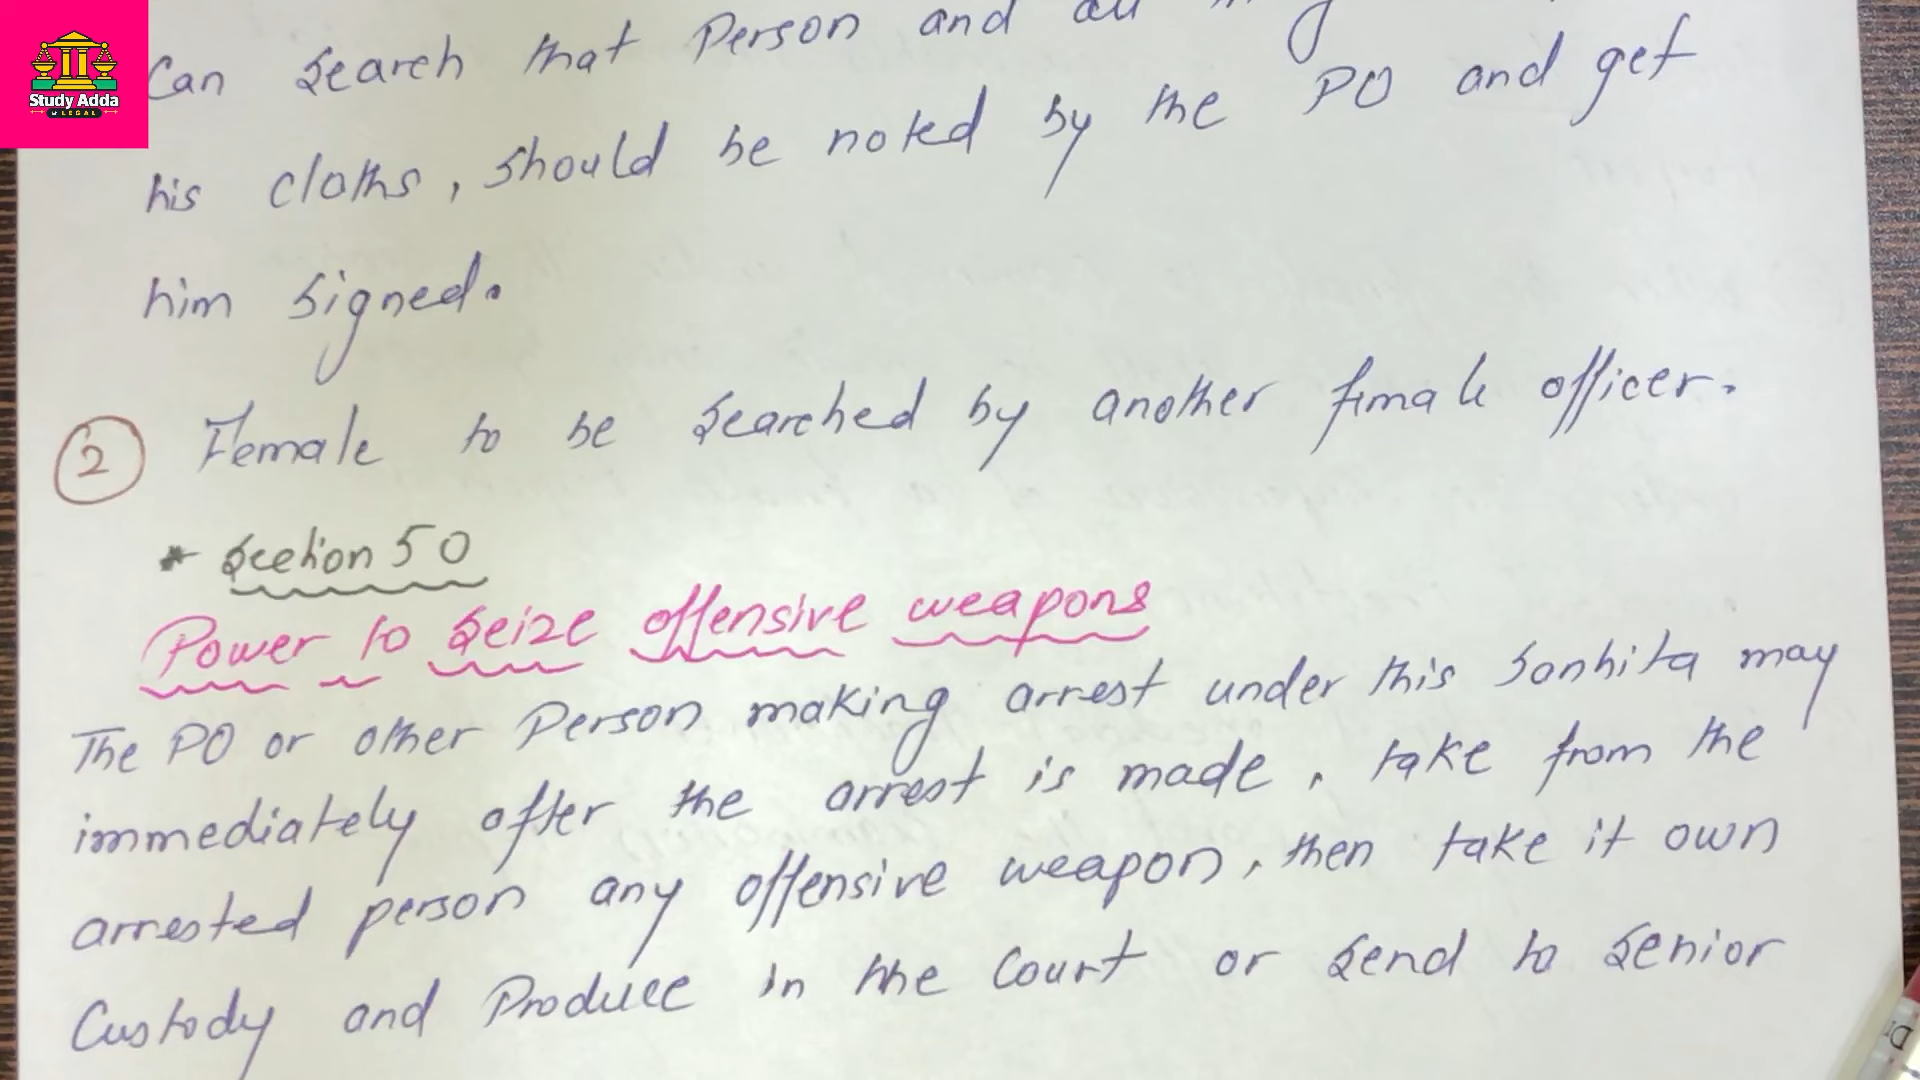 Study Adda
LEGAL
Can search that Person and all
his cloths, should be noted by the PO and get
him signed.
2 Female to be searched by another female officer.
* Section 50
Power to seize offensive weapons
The PO or other Person making arrest under this Sanhita may
immediately after the arrest is made, take from the
arrested person any offensive weapon, then take it own
Custody and Produce in the Court or send to senior